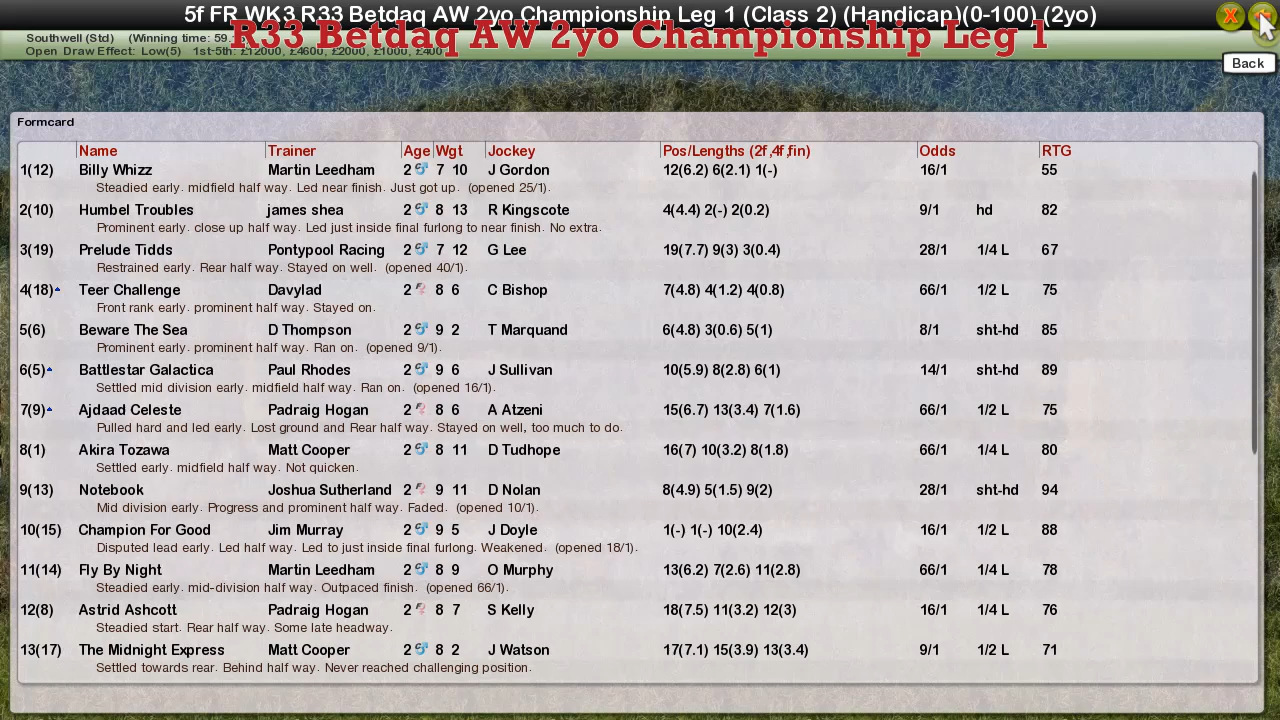 5f FR WK3 R33 Betdaq AW 2yo Championship Leg 1 (Class 2) (Handicap)(0-100) (2yo)
R33 Betdaq AW 2yo Championship Leg 1
Southwell (Std) (Winning time: 59.
Open Draw Effect: Low(5) 1st-5th: £12000, £4600, £2000, £1000, £400
X
Back
Formcard
Name Trainer Age Wgt Jockey Pos/Lengths (2f,4f,fin) Odds RTG
1(12) Billy Whizz Martin Leedham 2 7 10 J Gordon 12(6.2) 6(2.1) 1(-) 16/1 55
Steadied early. midfield half way. Led near finish. Just got up. (opened 25/1).
2(10) Humbel Troubles james shea 2 8 13 R Kingscote 4(4.4) 2(-) 2(0.2) 9/1 hd 82
Prominent early. close up half way. Led just inside final furlong to near finish. No extra.
3(19) Prelude Tidds Pontypool Racing 2 7 12 G Lee 19(7.7) 9(3) 3(0.4) 28/1 1/4 L 67
Restrained early. Rear half way. Stayed on well. (opened 40/1).
4(18) Teer Challenge Davylad 2 8 6 C Bishop 7(4.8) 4(1.2) 4(0.8) 66/1 1/2 L 75
Front rank early. prominent half way. Stayed on.
5(6) Beware The Sea D Thompson 2 9 2 T Marquand 6(4.8) 3(0.6) 5(1) 8/1 sht-hd 85
Prominent early. prominent half way. Ran on. (opened 9/1).
6(5) Battlestar Galactica Paul Rhodes 2 9 6 J Sullivan 10(5.9) 8(2.8) 6(1) 14/1 sht-hd 89
Settled mid division early. midfield half way. Ran on. (opened 16/1).
7(9) Ajdaad Celeste Padraig Hogan 2 8 6 A Atzeni 15(6.7) 13(3.4) 7(1.6) 66/1 1/2 L 75
Pulled hard and led early. Lost ground and Rear half way. Stayed on well, too much to do.
8(1) Akira Tozawa Matt Cooper 2 8 11 D Tudhope 16(7) 10(3.2) 8(1.8) 66/1 1/4 L 80
Settled early. midfield half way. Not quicken.
9(13) Notebook Joshua Sutherland 2 9 11 D Nolan 8(4.9) 5(1.5) 9(2) 28/1 sht-hd 94
Mid division early. Progress and prominent half way. Faded. (opened 10/1).
10(15) Champion For Good Jim Murray 2 9 5 J Doyle 1(-) 1(-) 10(2.4) 16/1 1/2 L 88
Disputed lead early. Led half way. Led to just inside final furlong. Weakened. (opened 18/1).
11(14) Fly By Night Martin Leedham 2 8 9 O Murphy 13(6.2) 7(2.6) 11(2.8) 66/1 1/4 L 78
Steadied early. mid-division half way. Outpaced finish. (opened 66/1).
12(8) Astrid Ashcott Padraig Hogan 2 8 7 S Kelly 18(7.5) 11(3.2) 12(3) 16/1 1/4 L 76
Steadied start. Rear half way. Some late headway.
13(17) The Midnight Express Matt Cooper 2 8 2 J Watson 17(7.1) 15(3.9) 13(3.4) 9/1 1/2 L 71
Settled towards rear. Behind half way. Never reached challenging position.